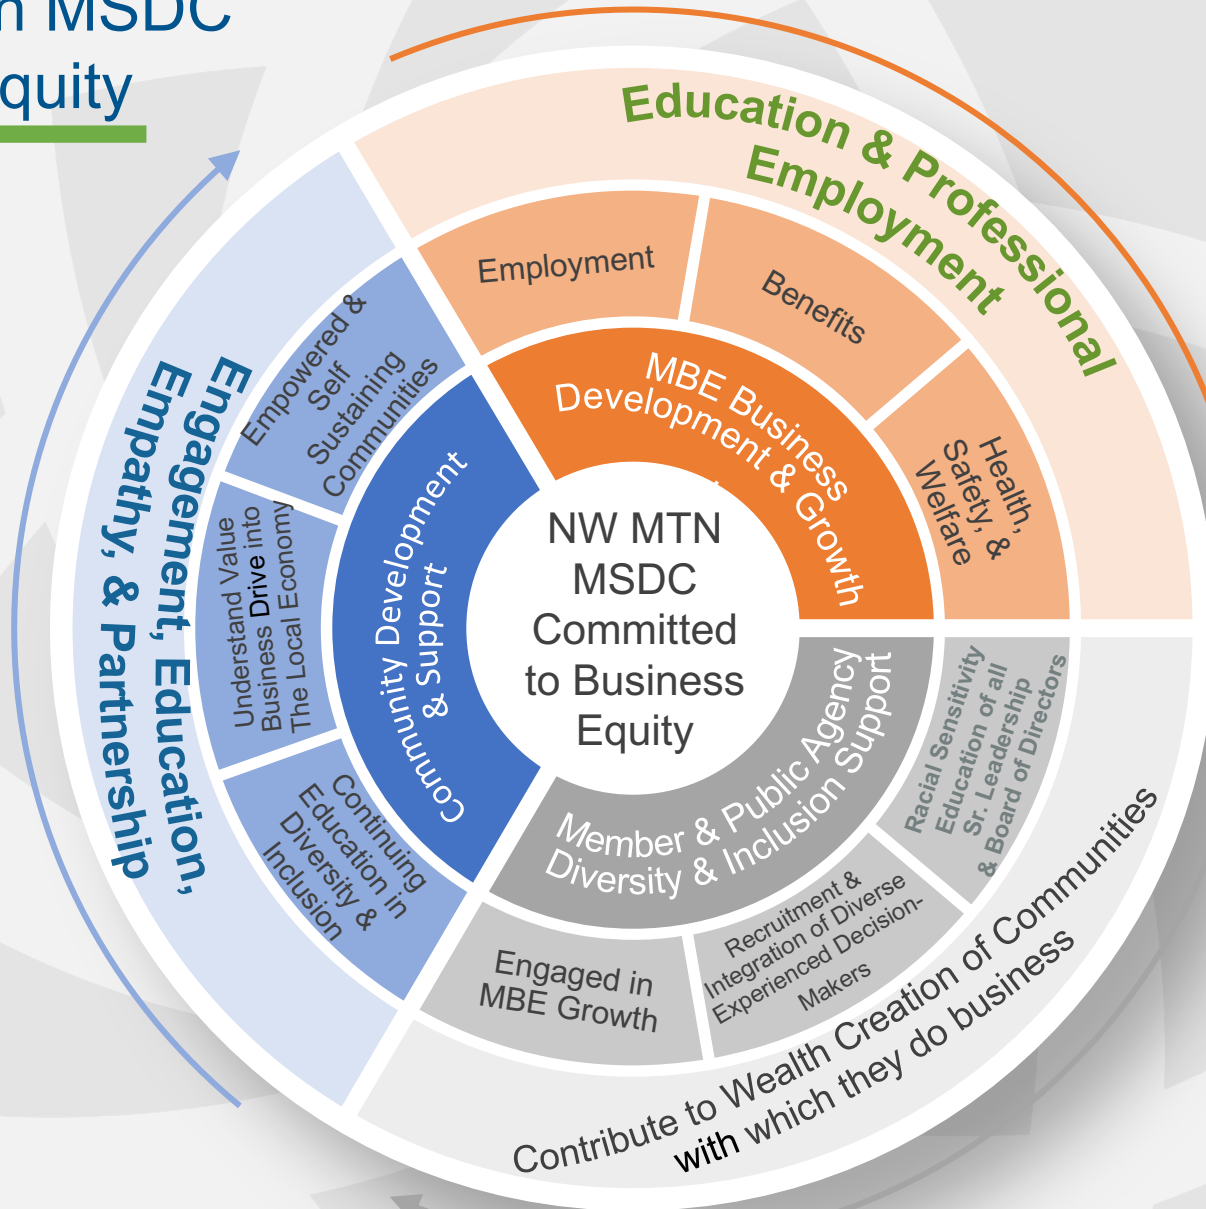 n MSDC
quity
Education & Professional
Employment
Employment
Benefits
Health,
Safety, &
Welfare
MBE Business
Development & Growth
NW MTN
MSDC
Committed
to Business
Equity
Empowered &
Self
Sustaining
Communities
Understand Value
Business Drive into
The Local Economy
Continuing
Education in
Diversity &
Inclusion
Community Development
& Support
Engagement, Education,
Empathy, & Partnership
Member & Public Agency
Diversity & Inclusion Support
Racial Sensitivity
Education of all
Sr. Leadership
& Board of Directors
Recruitment &
Integration of Diverse
Experienced Decision-
Makers
Engaged in
MBE Growth
Contribute to Wealth Creation of Communities
with which they do business